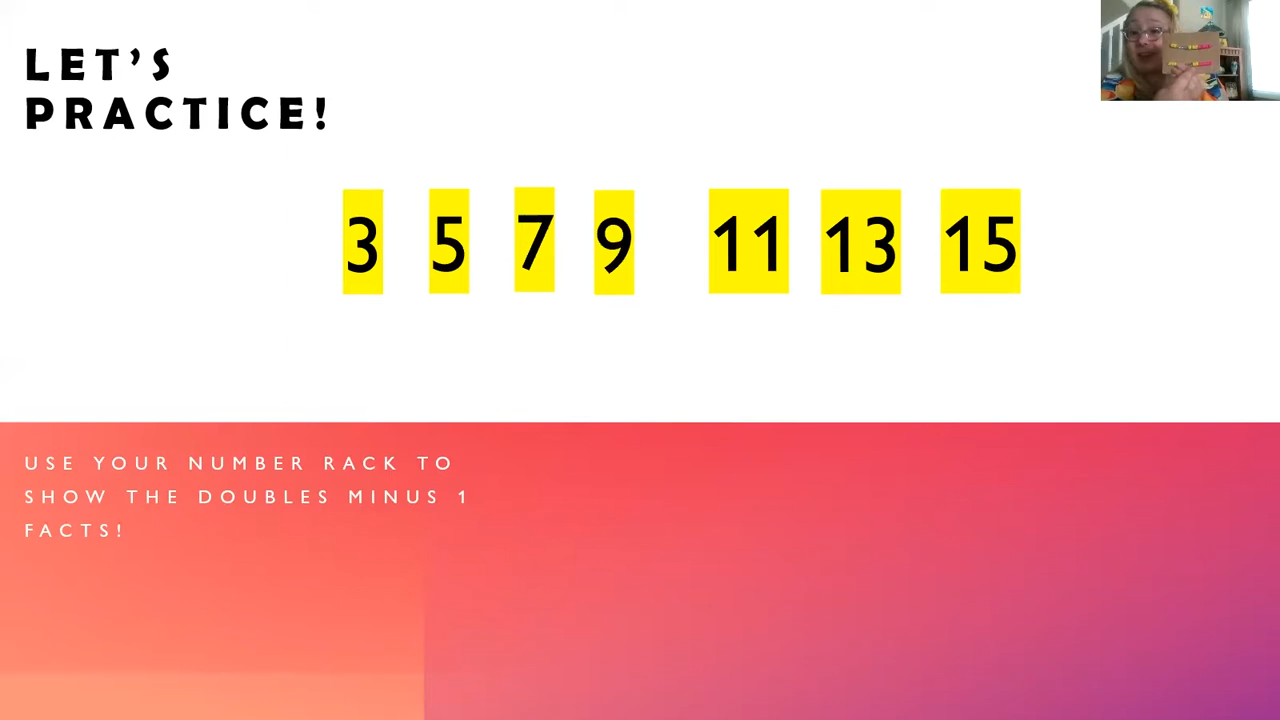 LET'S
PRACTICE!
3 5 7 9 11 13 15
USE YOUR NUMBER RACK TO
SHOW THE DOUBLES MINUS 1
FACTS!